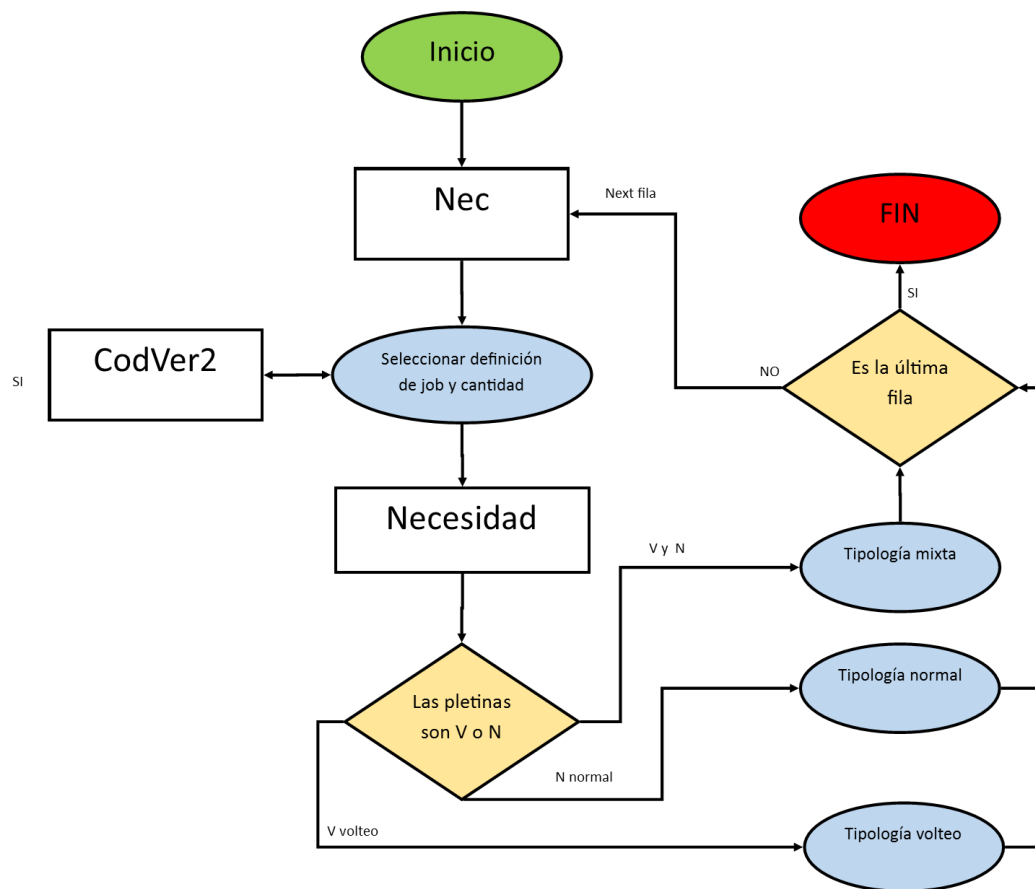 Inicio
Nec
Next fila
FIN
SI
CodVer2
SI
Seleccionar definición
de job y cantidad
NO
Es la última
fila
Necesidad
V y N
Tipología mixta
Las pletinas
son V o N
Tipología normal
N normal
V volteo
Tipología volteo